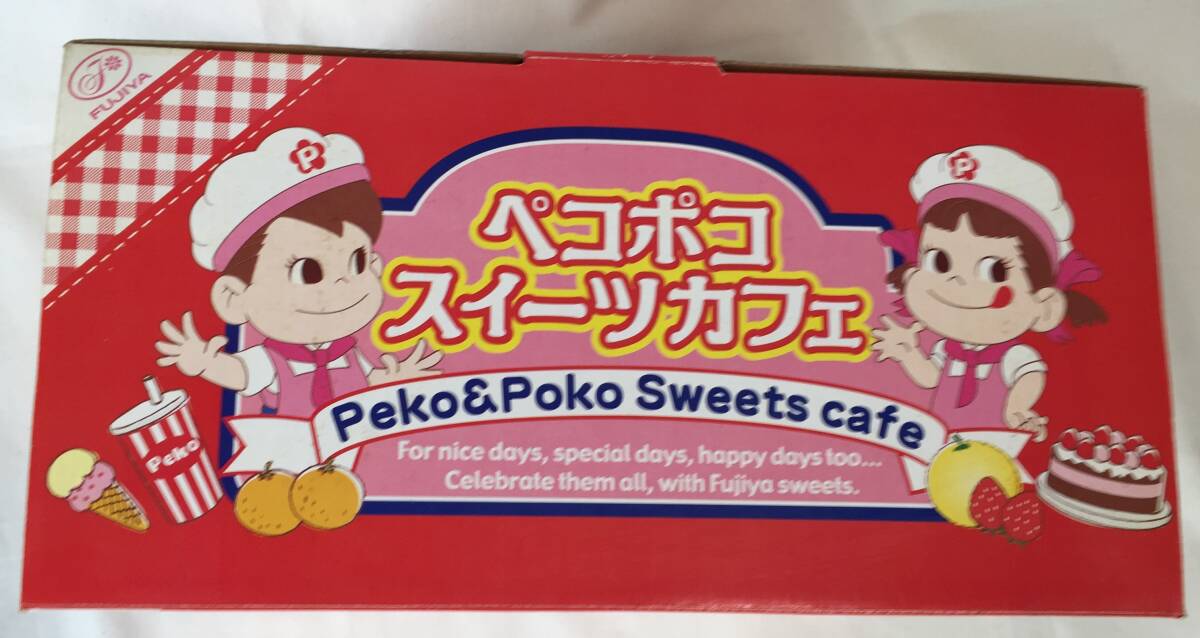 FUJIYA
P
P
ペコポコ
スイーツカフェ
Peko&Poko Sweets cafe
For nice days, special days, happy days too...
Celebrate them all, with Fujiya sweets.
Peko